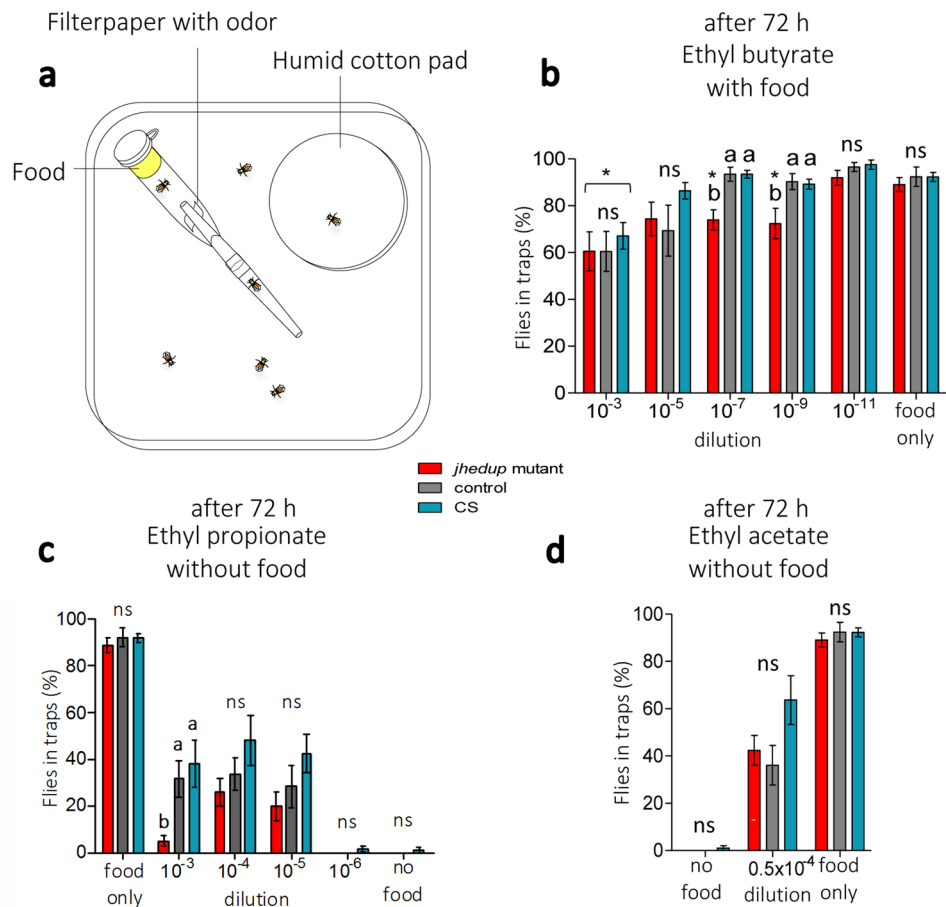 Filterpaper with odor
a
Humid cotton pad
Food
b
after 72 h
Ethyl butyrate
with food
Flies in traps (%)
100
80
60
40
20
0
*
ns
ns
*
b
a
a
*
b
a
a
ns
ns
10⁻³
10⁻⁵
10⁻⁷
10⁻⁹
10⁻¹¹
food
only
dilution
jhedup mutant
control
CS
c
after 72 h
Ethyl propionate
without food
Flies in traps (%)
100
80
60
40
20
0
ns
b
a
a
ns
ns
ns
ns
food
only
10⁻³
10⁻⁴
10⁻⁵
10⁻⁶
no
food
dilution
d
after 72 h
Ethyl acetate
without food
Flies in traps (%)
100
80
60
40
20
0
ns
ns
ns
no
food
0.5x10⁻⁴
dilution
food
only